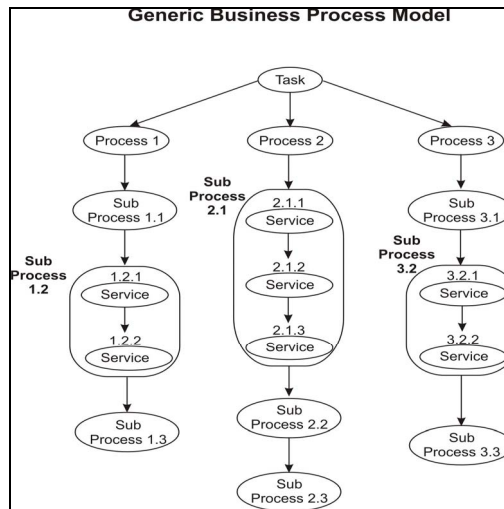 Generic Business Process Model
Task
Process 1
Process 2
Process 3
Sub
Process 1.1
Sub
Process
2.1
2.1.1
Service
2.1.2
Service
2.1.3
Service
Sub
Process 3.1
Sub
Process
1.2
1.2.1
Service
1.2.2
Service
Sub
Process
3.2
3.2.1
Service
3.2.2
Service
Sub
Process 1.3
Sub
Process 2.2
Sub
Process 3.3
Sub
Process 2.3